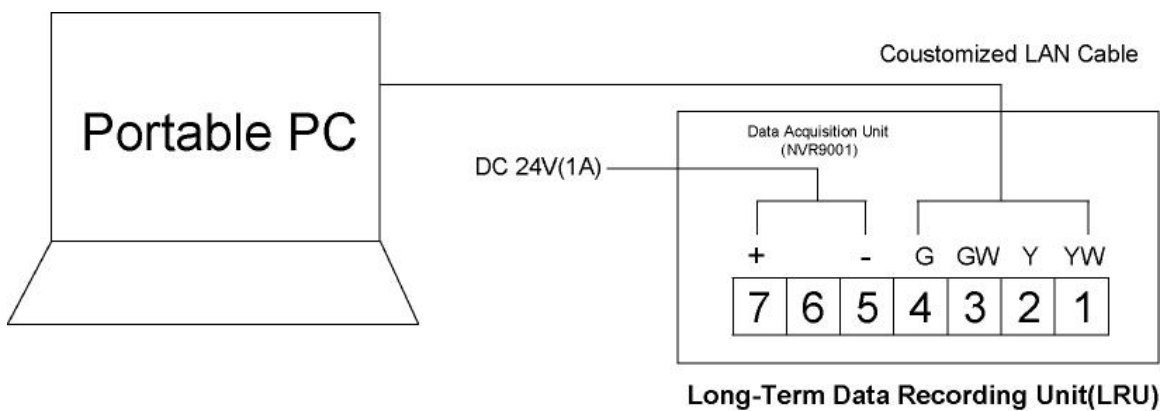 Coustomized LAN Cable
Portable PC
Data Acquisition Unit
(NVR9001)
DC 24V(1A)
+ - G GW Y YW
7 6 5 4 3 2 1
Long-Term Data Recording Unit(LRU)